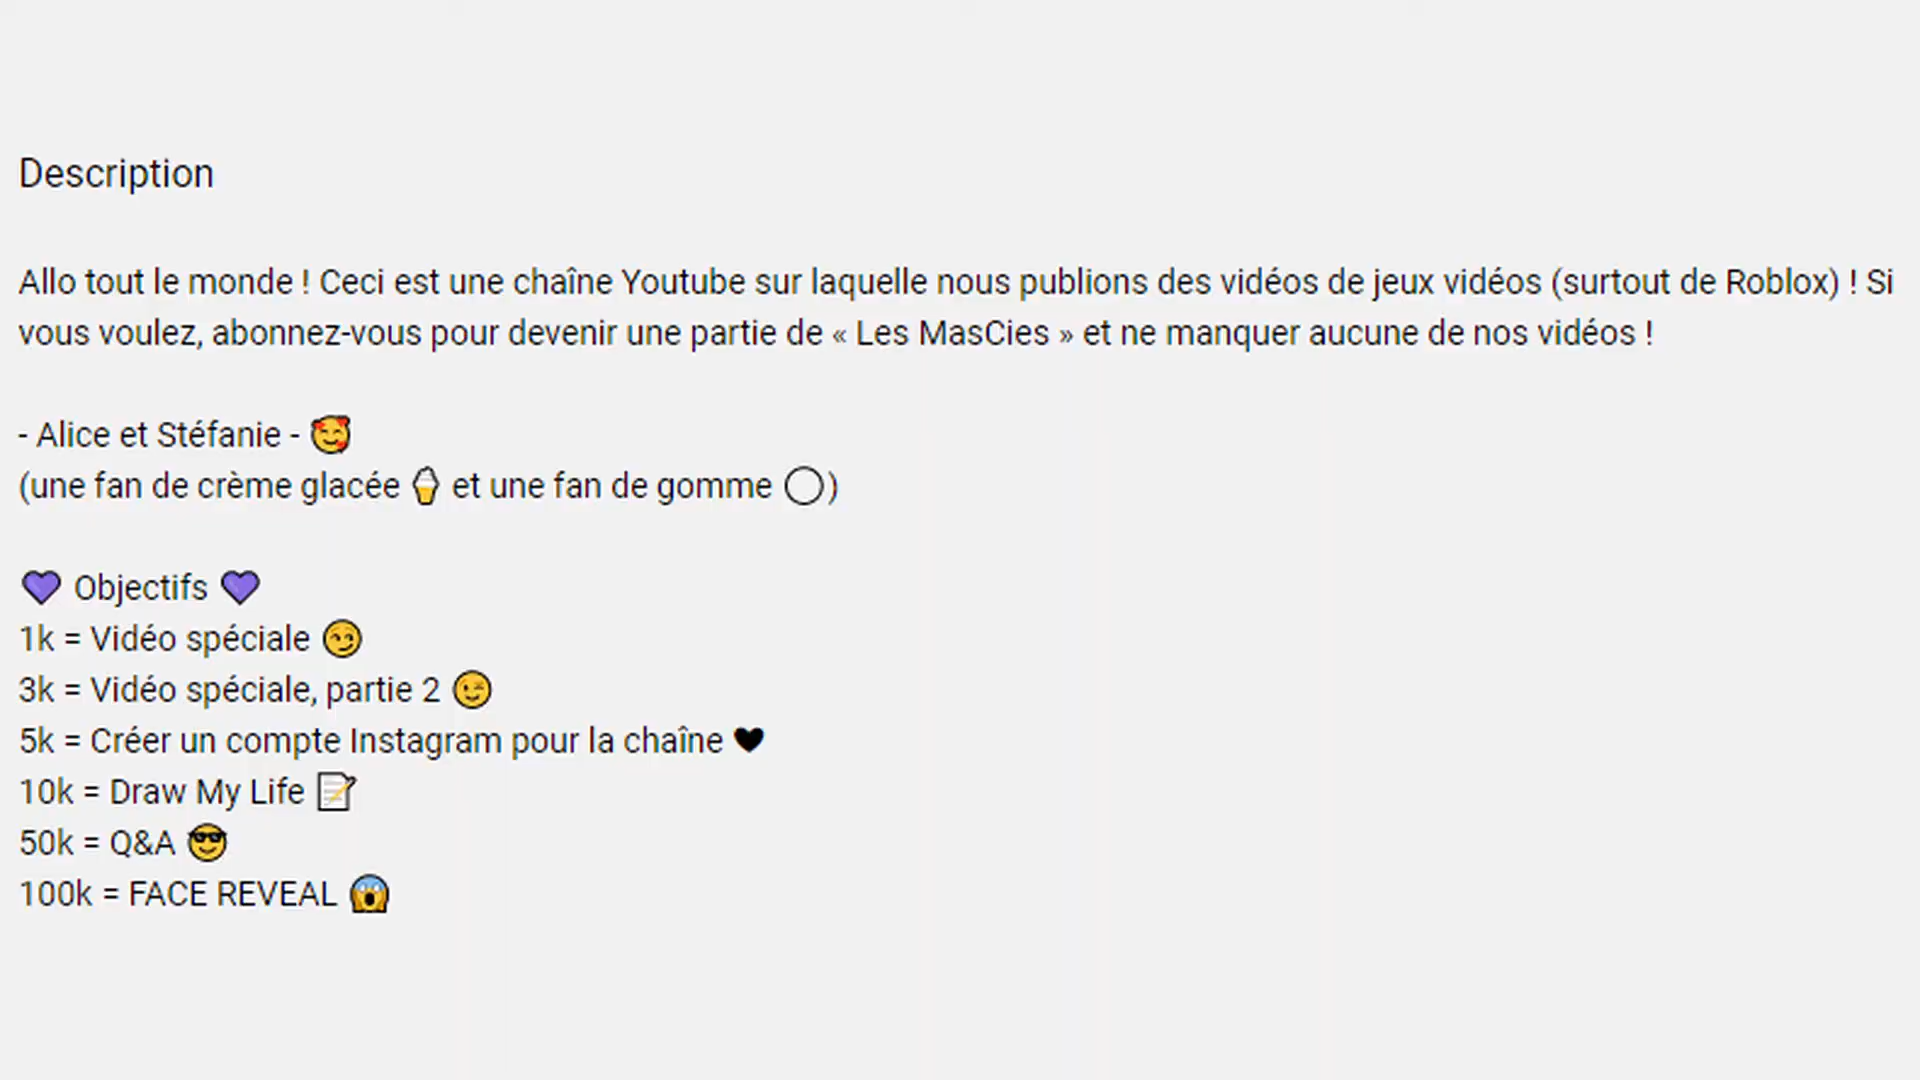 Description
Allo tout le monde ! Ceci est une chaîne Youtube sur laquelle nous publions des vidéos de jeux vidéos (surtout de Roblox) ! Si
vous voulez, abonnez-vous pour devenir une partie de « Les MasCies » et ne manquer aucune de nos vidéos !
- Alice et Stéfanie - 🥰
(une fan de crème glacée 🍦 et une fan de gomme ◯)
💜 Objectifs 💜
1k = Vidéo spéciale 😏
3k = Vidéo spéciale, partie 2 😉
5k = Créer un compte Instagram pour la chaîne ♥
10k = Draw My Life 📝
50k = Q&A 😎
100k = FACE REVEAL 😱